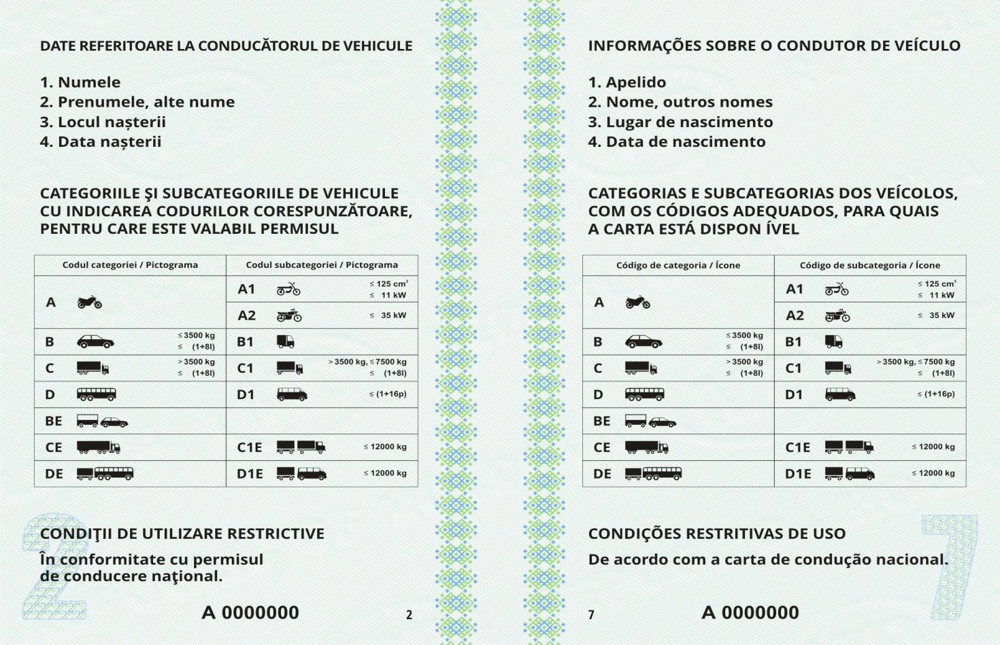 DATE REFERITOARE LA CONDUCĂTORUL DE VEHICULE
1. Numele
2. Prenumele, alte nume
3. Locul nașterii
4. Data nașterii
CATEGORIILE ŞI SUBCATEGORIILE DE VEHICULE
CU INDICAREA CODURILOR CORESPUNZĂTOARE,
PENTRU CARE ESTE VALABIL PERMISUL
Codul categoriei / Pictograma
Codul subcategoriei / Pictograma
A
A1 ≤ 125 cm³
≤ 11 kW
A2 ≤ 35 kW
B ≤ 3500 kg
≤ (1+8l)
B1
C > 3500 kg
≤ (1+8l)
C1 > 3500 kg, ≤ 7500 kg
≤ (1+8l)
D
D1 ≤ (1+16p)
BE
CE
C1E ≤ 12000 kg
DE
D1E ≤ 12000 kg
CONDIŢII DE UTILIZARE RESTRICTIVE
În conformitate cu permisul
de conducere naţional.
A 0000000
2
INFORMAÇÕES SOBRE O CONDUTOR DE VEÍCULO
1. Apelido
2. Nome, outros nomes
3. Lugar de nascimento
4. Data de nascimento
CATEGORIAS E SUBCATEGORIAS DOS VEÍCOLOS,
COM OS CÓDIGOS ADEQUADOS, PARA QUAIS
A CARTA ESTÁ DISPON ÍVEL
Código de categoria / Ícone
Código de subcategoria / Ícone
A
A1 ≤ 125 cm³
≤ 11 kW
A2 ≤ 35 kW
B ≤ 3500 kg
≤ (1+8l)
B1
C > 3500 kg
≤ (1+8l)
C1 > 3500 kg, ≤ 7500 kg
≤ (1+8l)
D
D1 ≤ (1+16p)
BE
CE
C1E ≤ 12000 kg
DE
D1E ≤ 12000 kg
CONDIÇÕES RESTRITIVAS DE USO
De acordo com a carta de condução nacional.
7
A 0000000